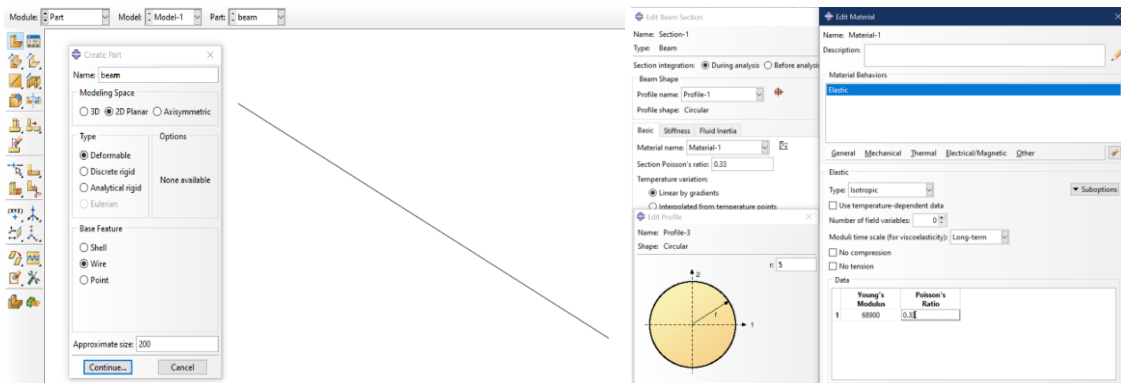 Module: Part Model: Model-1 Part: beam
Create Part
Name: beam
Modeling Space
3D 2D Planar Axisymmetric
Type
Deformable
Discrete rigid
Analytical rigid
Eulerian
Options
None available
Base Feature
Shell
Wire
Point
Approximate size: 200
Continue... Cancel
(XYZ)
Edit Beam Section
Name: Section-1
Type: Beam
Section integration: During analysis Before analysi
Beam Shape
Profile name: Profile-1
Profile shape: Circular
Basic Stiffness Fluid Inertia
Material name: Material-1
Section Poisson's ratio: 0.33
Temperature variation:
Linear by gradients
Interpolated from temperature points
Edit Profile
Name: Profile-3
Shape: Circular
r: 5
2
r
1
Edit Material
Name: Material-1
Description:
Material Behaviors
Elastic
General Mechanical Thermal Electrical/Magnetic Other
Elastic
Type: Isotropic
Suboptions
Use temperature-dependent data
Number of field variables: 0
Moduli time scale (for viscoelasticity): Long-term
No compression
No tension
Data
Young's Modulus
Poisson's Ratio
1 68900 0.33